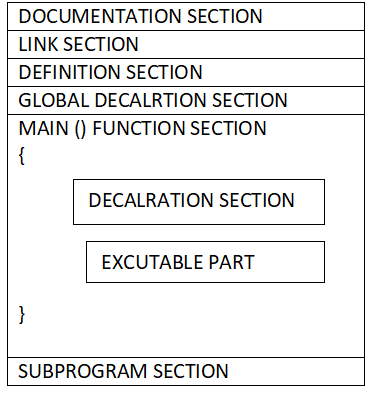 DOCUMENTATION SECTION
LINK SECTION
DEFINITION SECTION
GLOBAL DECALRTION SECTION
MAIN () FUNCTION SECTION
{
DECALRATION SECTION
EXCUTABLE PART
}
SUBPROGRAM SECTION